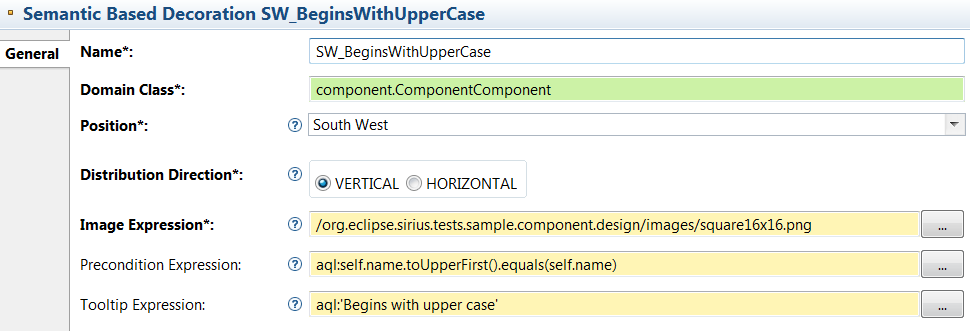 Semantic Based Decoration SW_BeginsWithUpperCase
General
Name*: SW_BeginsWithUpperCase
Domain Class*: component.ComponentComponent
Position*: ? South West
Distribution Direction*: ? VERTICAL HORIZONTAL
Image Expression*: ? /org.eclipse.sirius.tests.sample.component.design/images/square16x16.png ...
Precondition Expression: ? aql:self.name.toUpperFirst().equals(self.name) ...
Tooltip Expression: ? aql:'Begins with upper case' ...